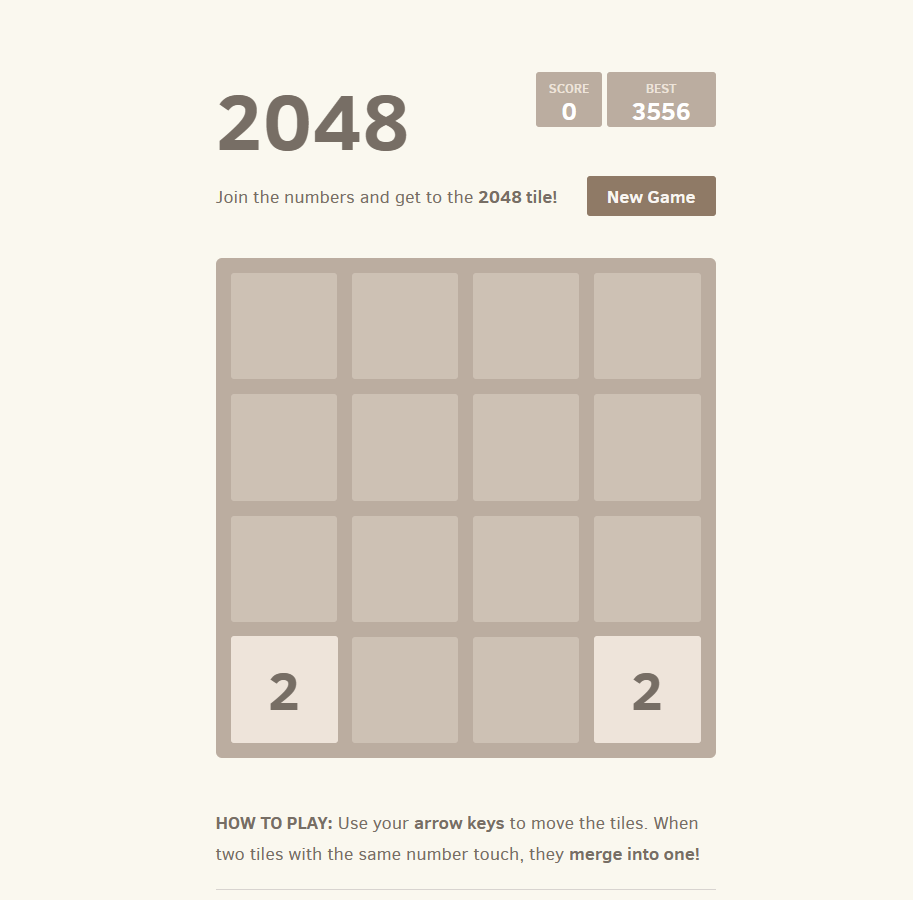 2048
SCORE
0
BEST
3556
Join the numbers and get to the 2048 tile!
New Game
2
2
HOW TO PLAY: Use your arrow keys to move the tiles. When
two tiles with the same number touch, they merge into one!